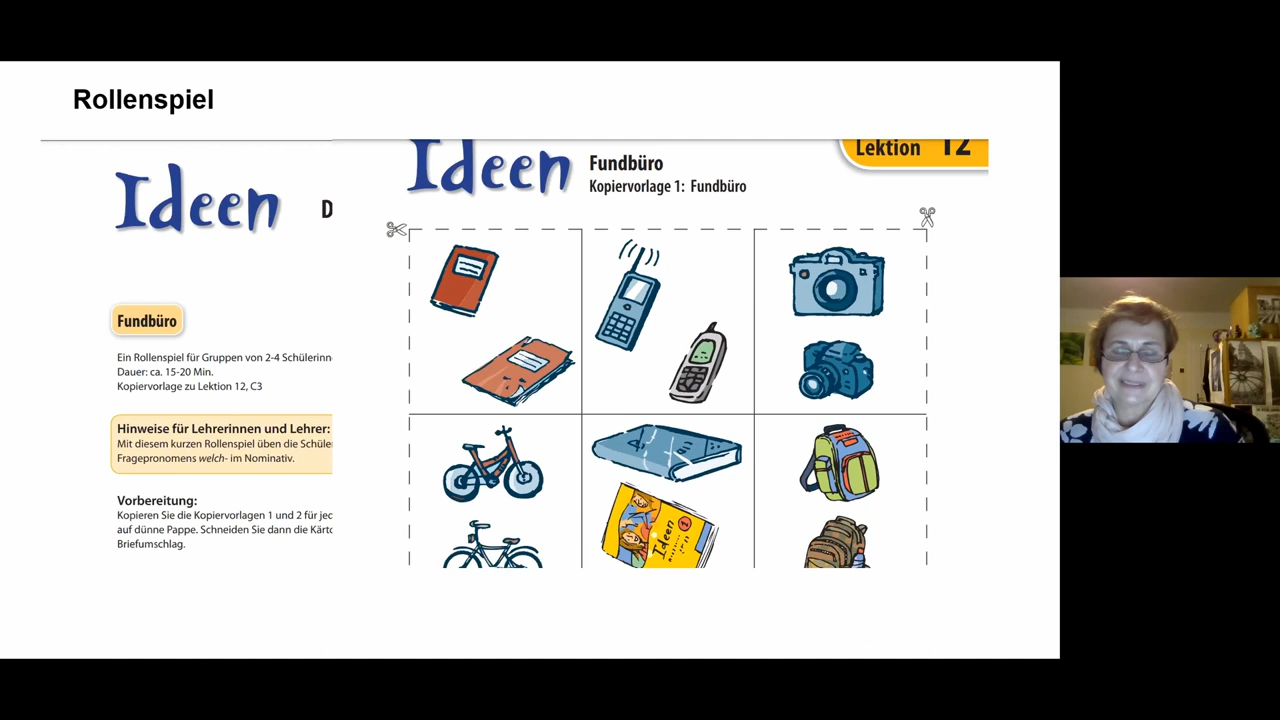 Rollenspiel
Ideen
D
Fundbüro
Ein Rollenspiel für Gruppen von 2-4 Schülerinn
Dauer: ca. 15-20 Min.
Kopiervorlage zu Lektion 12, C3
Hinweise für Lehrerinnen und Lehrer:
Mit diesem kurzen Rollenspiel üben die Schüler
Fragepronomens welch- im Nominativ.
Vorbereitung:
Kopieren Sie die Kopiervorlagen 1 und 2 für jed
auf dünne Pappe. Schneiden Sie dann die Kärtc
Briefumschlag.
Ideen
Fundbüro
Kopiervorlage 1: Fundbüro
Lektion 12
Ideen
1